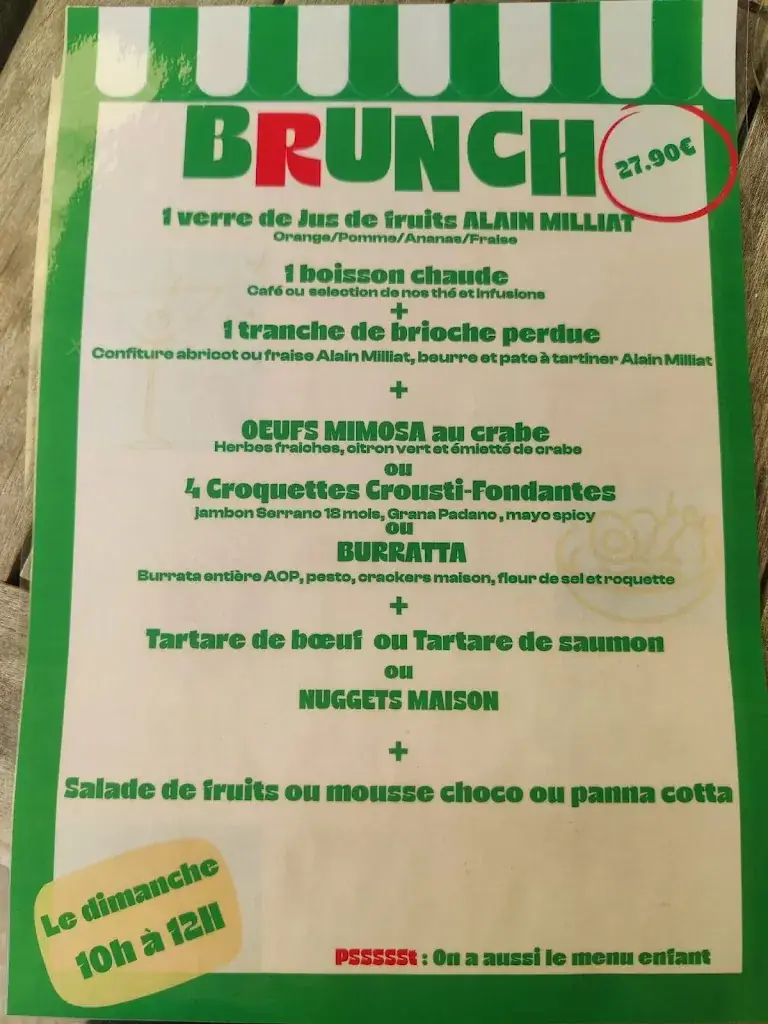 BRUNCH
27.90€
1 verre de Jus de fruits ALAIN MILLIAT
Orange/Pomme/Ananas/Fraise
1 boisson chaude
Café ou selection de nos thé et infusions
+
1 tranche de brioche perdue
Confiture abricot ou fraise Alain Milliat, beurre et pate à tartiner Alain Milliat
+
OEUFS MIMOSA au crabe
Herbes fraiches, citron vert et émietté de crabe
ou
4 Croquettes Crousti-Fondantes
jambon Serrano 18 mois, Grana Padano , mayo spicy
ou
BURRATTA
Burrata entière AOP, pesto, crackers maison, fleur de sel et roquette
+
Tartare de bœuf ou Tartare de saumon
ou
NUGGETS MAISON
+
Salade de fruits ou mousse choco ou panna cotta
Le dimanche
10h à 12H
PSSSSSt : On a aussi le menu enfant